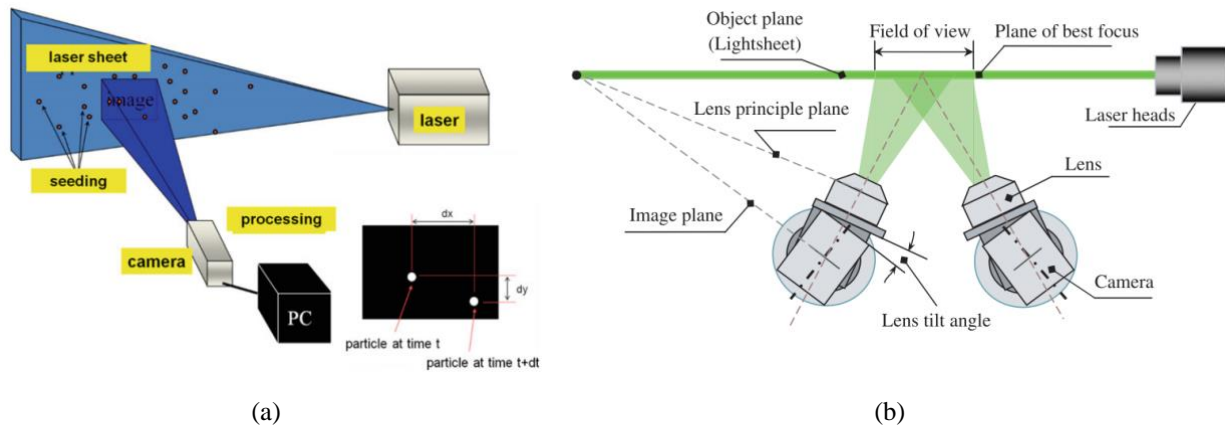 laser sheet
image
laser
seeding
processing
camera
PC
dx
dy
particle at time t
particle at time t+dt
(a)
Object plane
(Lightsheet)
Field of view
Plane of best focus
Lens principle plane
Laser heads
Lens
Image plane
Camera
Lens tilt angle
(b)